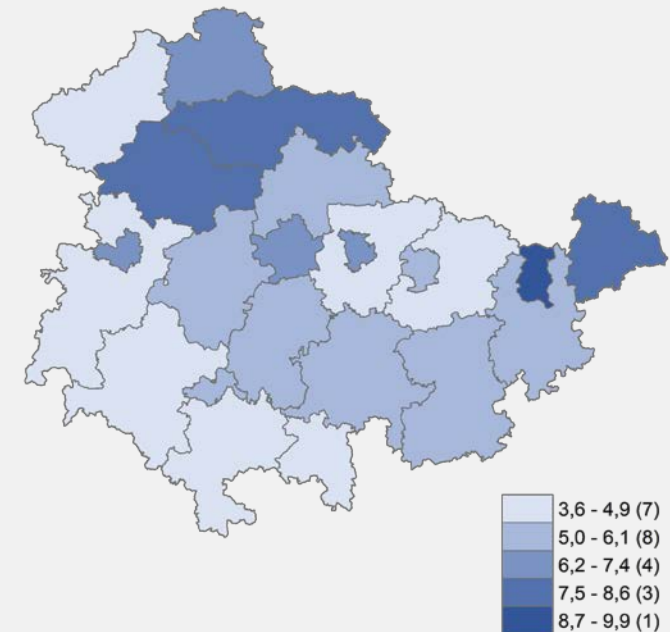 3,6 - 4,9 (7)
5,0 - 6,1 (8)
6,2 - 7,4 (4)
7,5 - 8,6 (3)
8,7 - 9,9 (1)